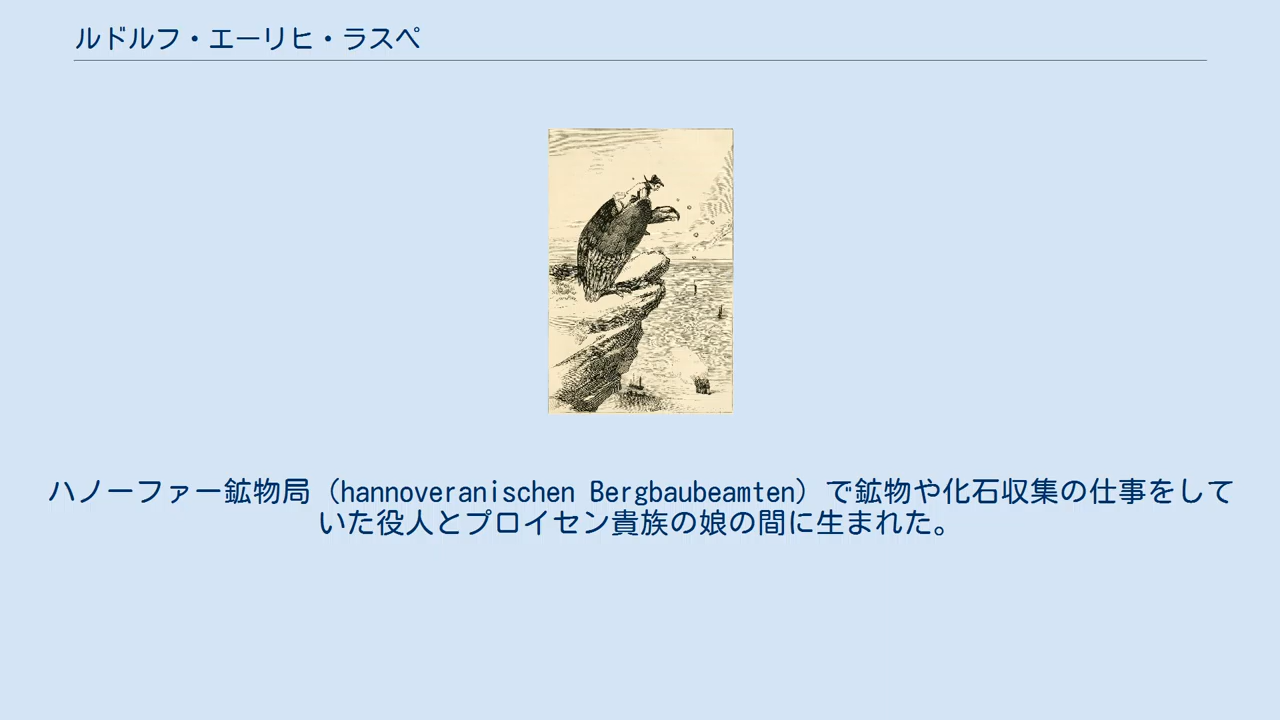 ルドルフ・エーリヒ・ラスペ
ハノーファー鉱物局（hannoveranischen Bergbaubeamten）で鉱物や化石収集の仕事をして
いた役人とプロイセン貴族の娘の間に生まれた。